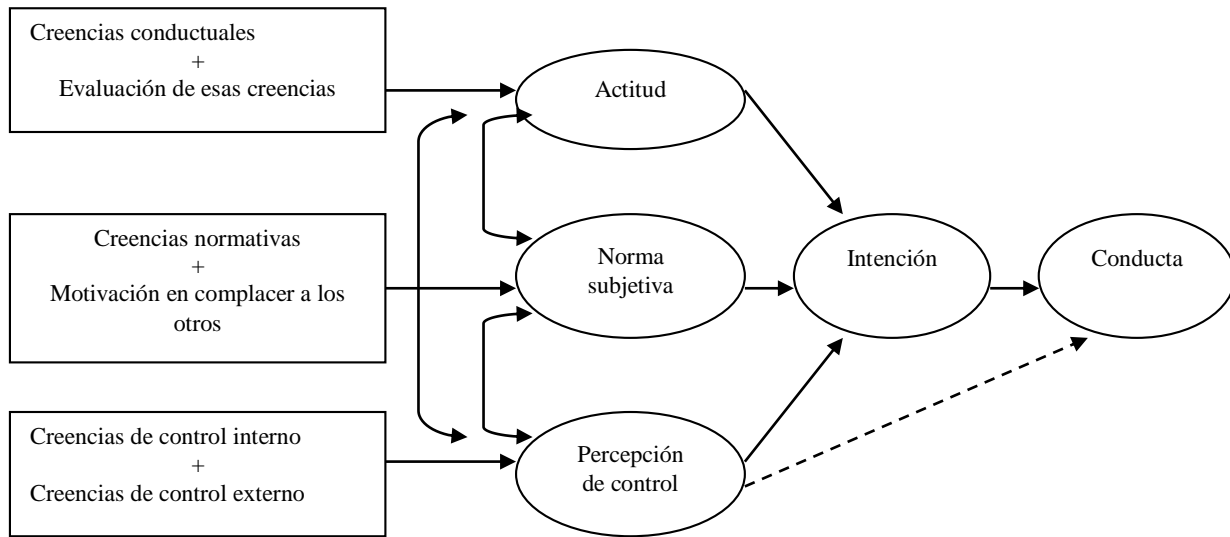 Creencias conductuales
+
Evaluación de esas creencias
Actitud
Creencias normativas
+
Motivación en complacer a los
otros
Norma
subjetiva
Intención
Conducta
Creencias de control interno
+
Creencias de control externo
Percepción
de control